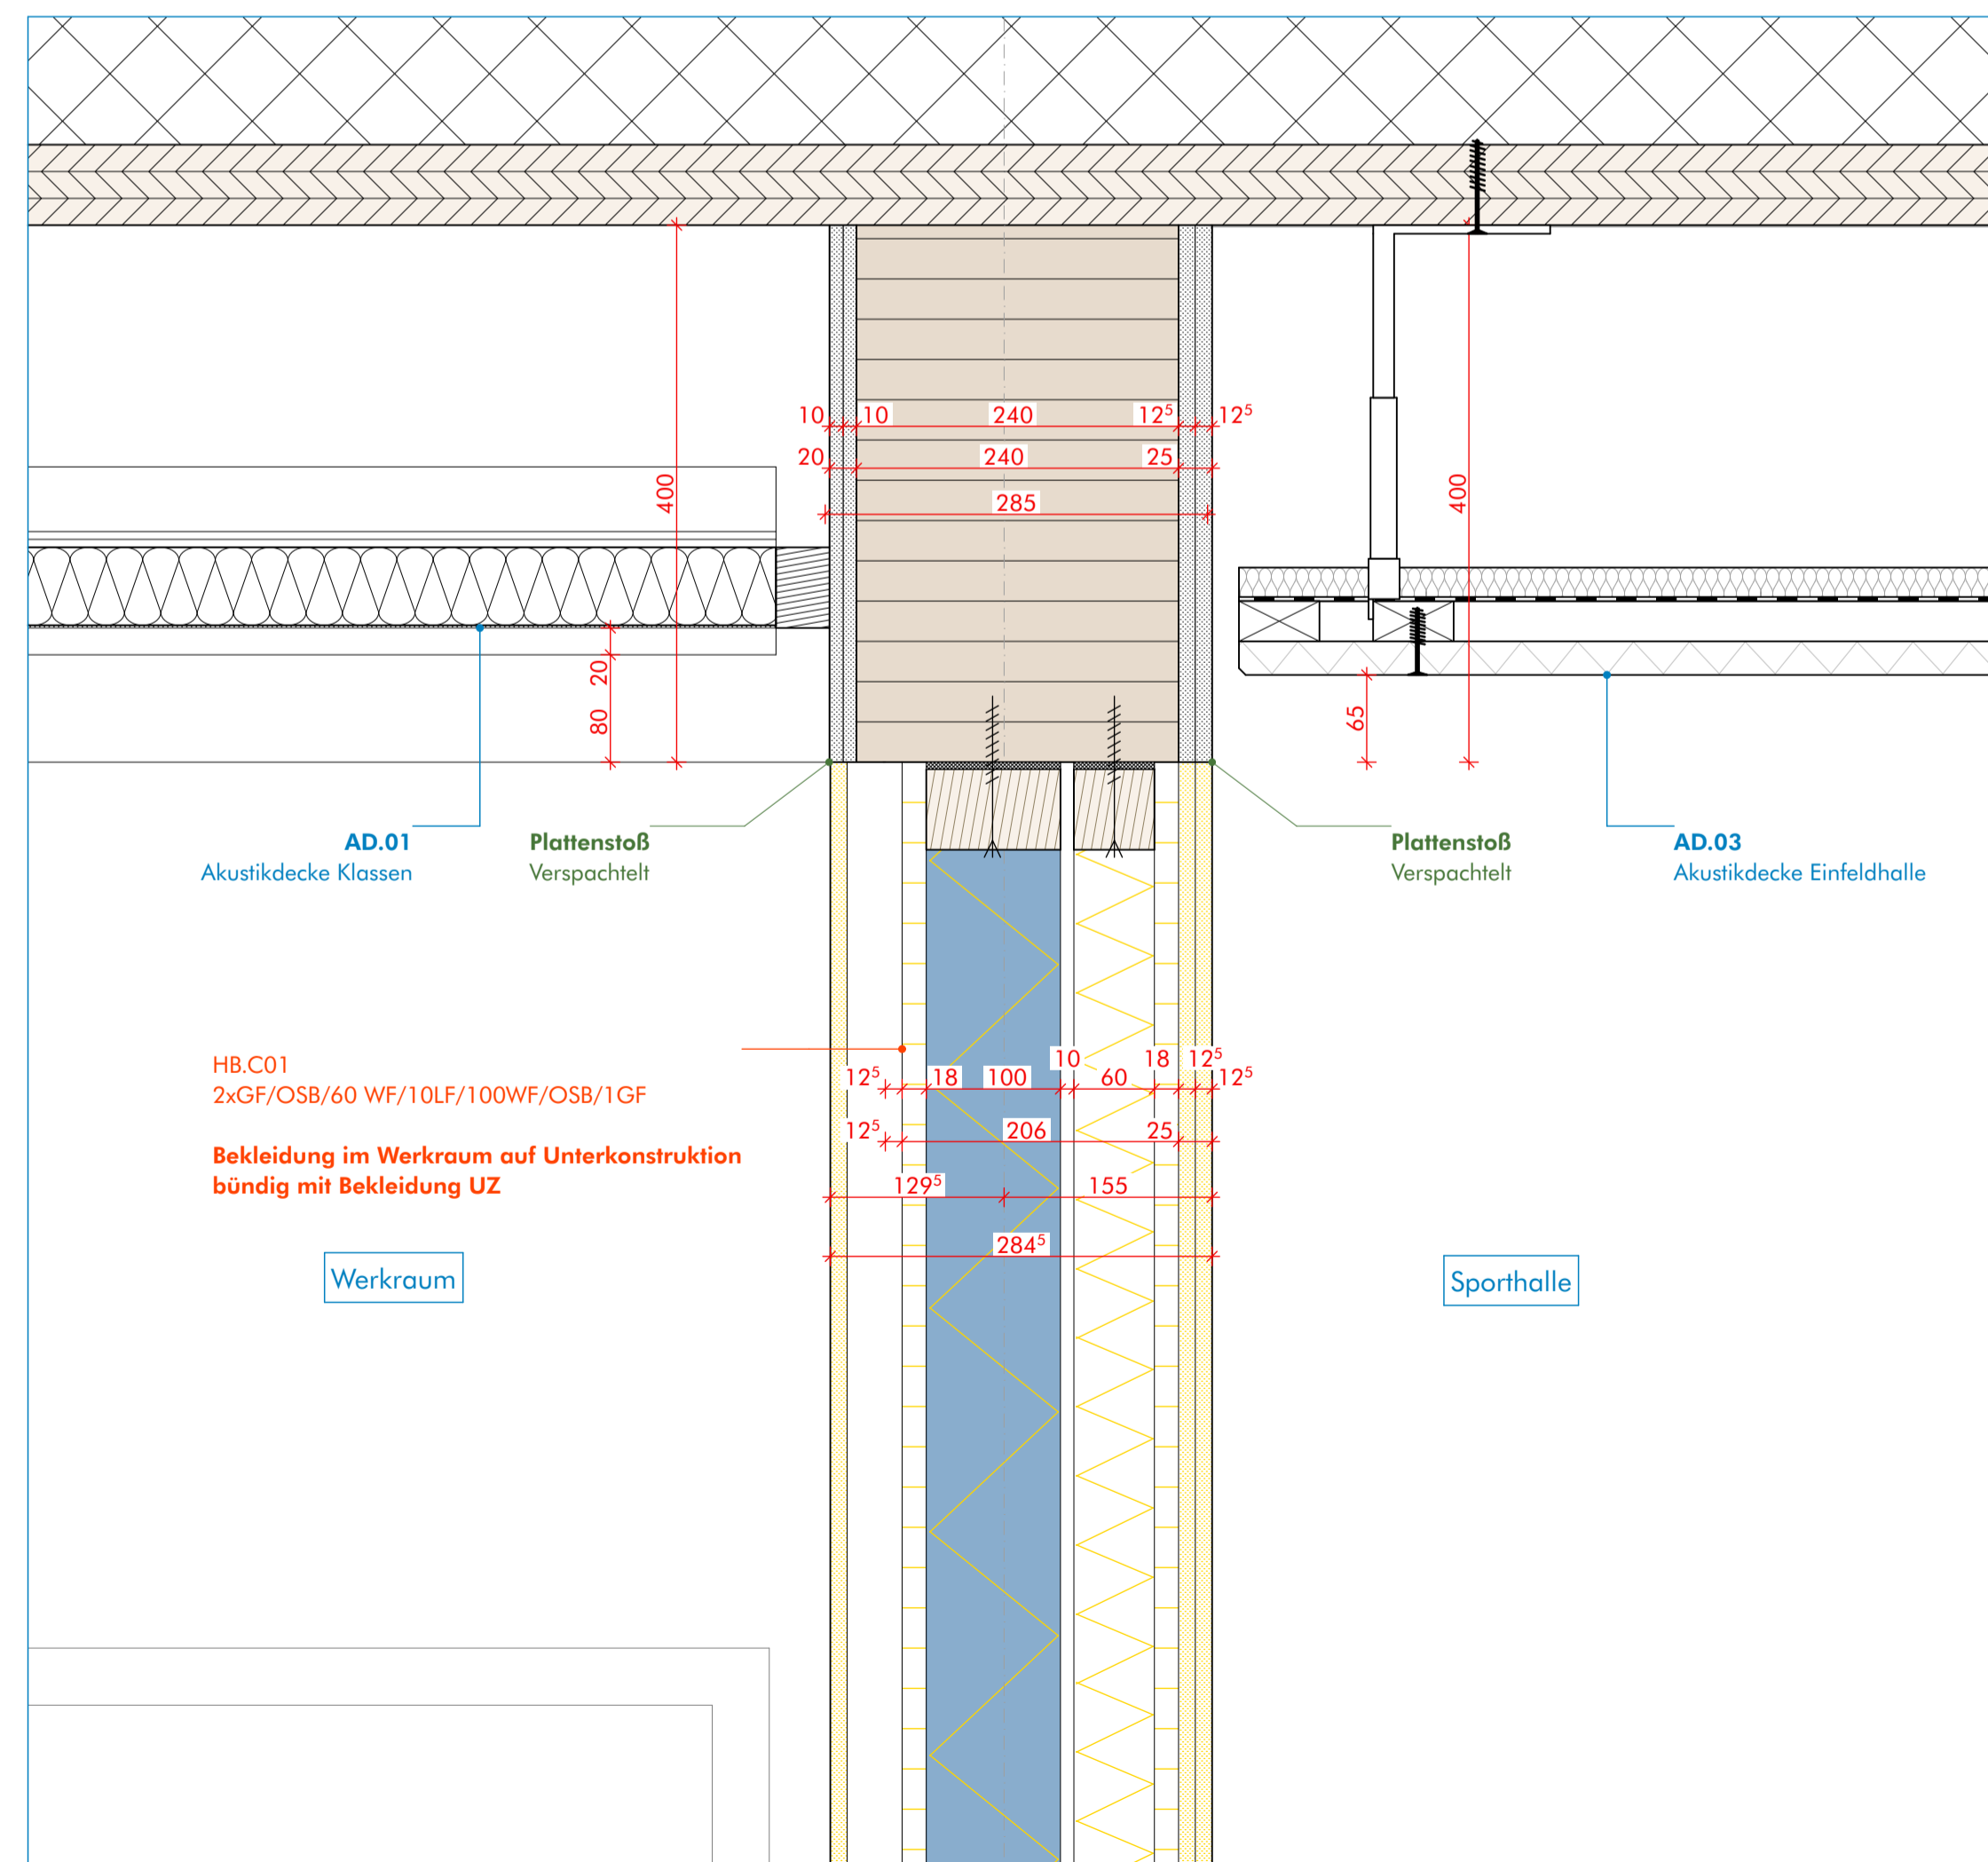 10 10 240 12⁵ 12⁵
20 240 25
285
400
400
20
80
65
AD.01
Akustikdecke Klassen
Plattenstoß
Verspachtelt
Plattenstoß
Verspachtelt
AD.03
Akustikdecke Einfeldhalle
HB.C01
2xGF/OSB/60 WF/10LF/100WF/OSB/1GF
Bekleidung im Werkraum auf Unterkonstruktion
bündig mit Bekleidung UZ
10 18 12⁵
12⁵ 18 100 60 12⁵
12⁵ 206 25
129⁵ 155
284⁵
Werkraum
Sporthalle